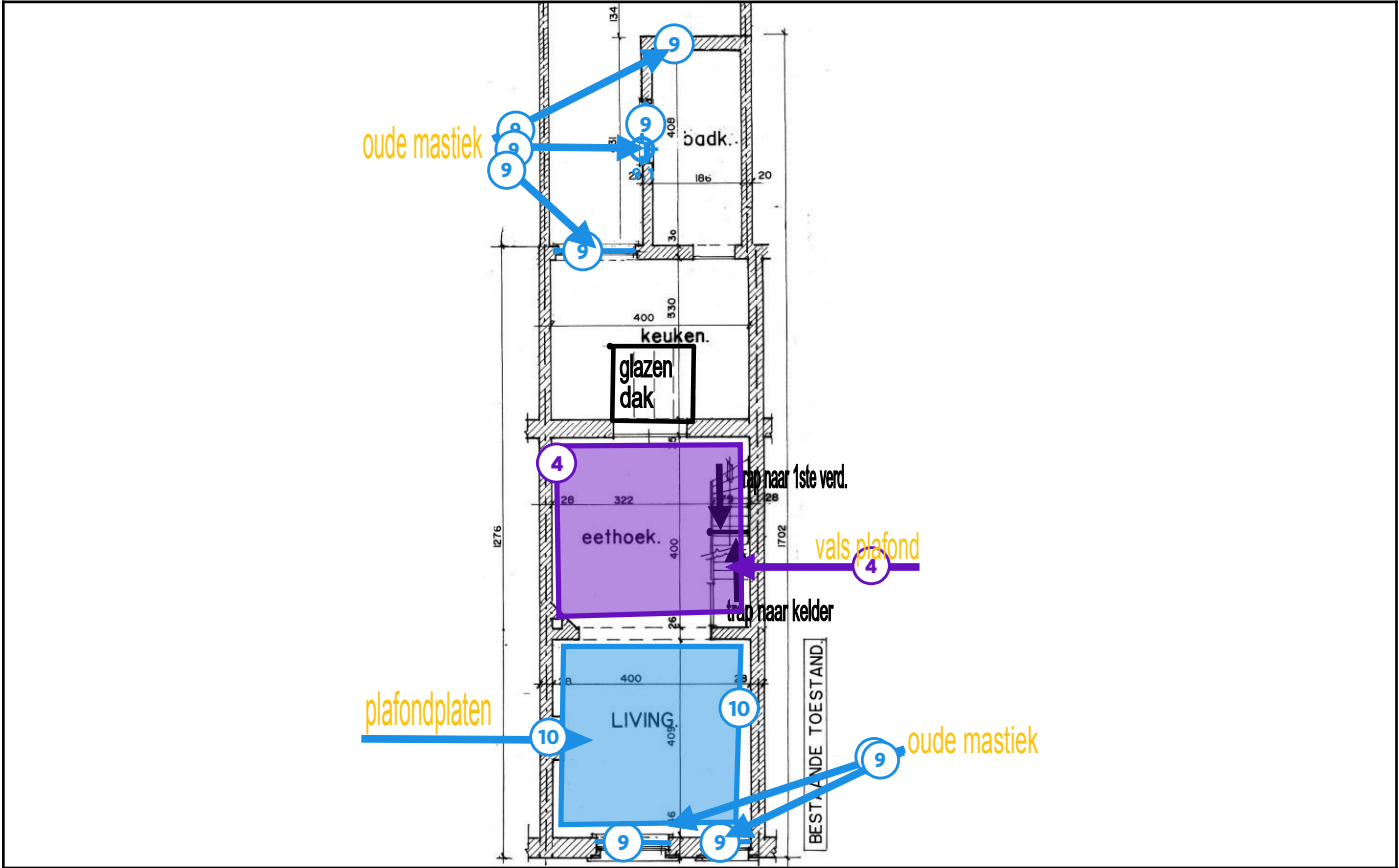 134
9
9
9
9
9
oude mastiek
408
badk.
186
20
30
9
400
330
keuken.
glazen
dak
4
trap naar 1ste verd.
28
322
28
eethoek.
400
1276
1702
vals plafond
4
trap naar kelder
26
28
400
28
plafondplaten
10
LIVING.
10
409
oude mastiek
9
9
9
BESTAANDE TOESTAND.